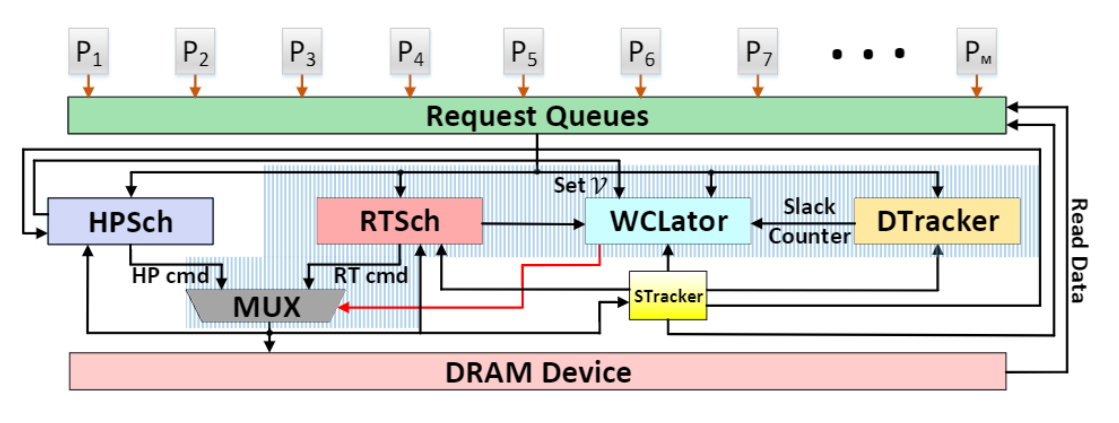 P1 P2 P3 P4 P5 P6 P7 • • • PM
Request Queues
Set 𝒱
HPSch RTSch WCLator Slack Counter DTracker
HP cmd RT cmd
STracker
MUX
Read Data
DRAM Device